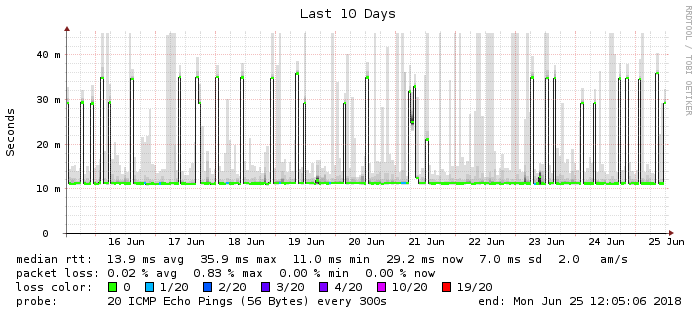 Last 10 Days
RRDTOOL / TOBI OETIKER
Seconds
40 m
30 m
20 m
10 m
0
16 Jun 17 Jun 18 Jun 19 Jun 20 Jun 21 Jun 22 Jun 23 Jun 24 Jun 25 Jun
median rtt: 13.9 ms avg 35.9 ms max 11.0 ms min 29.2 ms now 7.0 ms sd 2.0 am/s
packet loss: 0.02 % avg 0.83 % max 0.00 % min 0.00 % now
loss color: 0 1/20 2/20 3/20 4/20 10/20 19/20
probe: 20 ICMP Echo Pings (56 Bytes) every 300s end: Mon Jun 25 12:05:06 2018